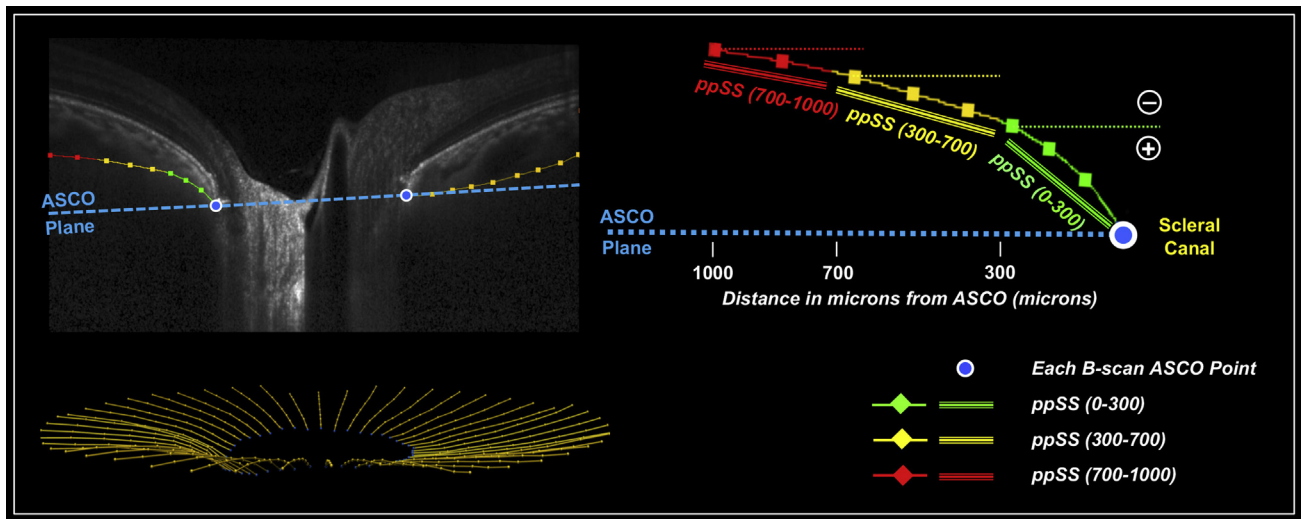 ASCO
Plane
ppSS (700-1000)
ppSS (300-700)
ppSS (0-300)
−
+
ASCO
Plane
Scleral
Canal
1000 700 300
Distance in microns from ASCO (microns)
Each B-scan ASCO Point
ppSS (0-300)
ppSS (300-700)
ppSS (700-1000)